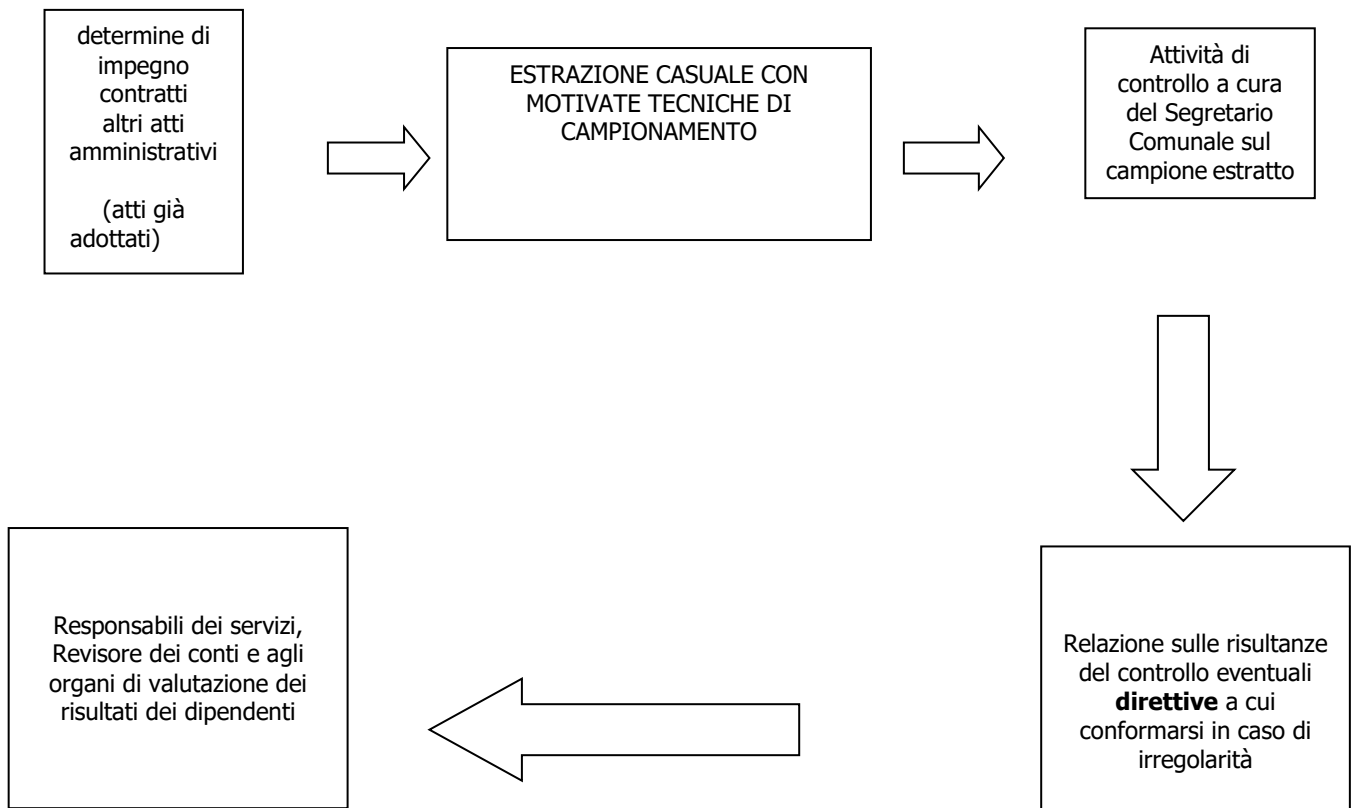 determine di
impegno
contratti
altri atti
amministrativi
(atti già
adottati)
ESTRAZIONE CASUALE CON
MOTIVATE TECNICHE DI
CAMPIONAMENTO
Attività di
controllo a cura
del Segretario
Comunale sul
campione estratto
Relazione sulle risultanze
del controllo eventuali
direttive a cui
conformarsi in caso di
irregolarità
Responsabili dei servizi,
Revisore dei conti e agli
organi di valutazione dei
risultati dei dipendenti